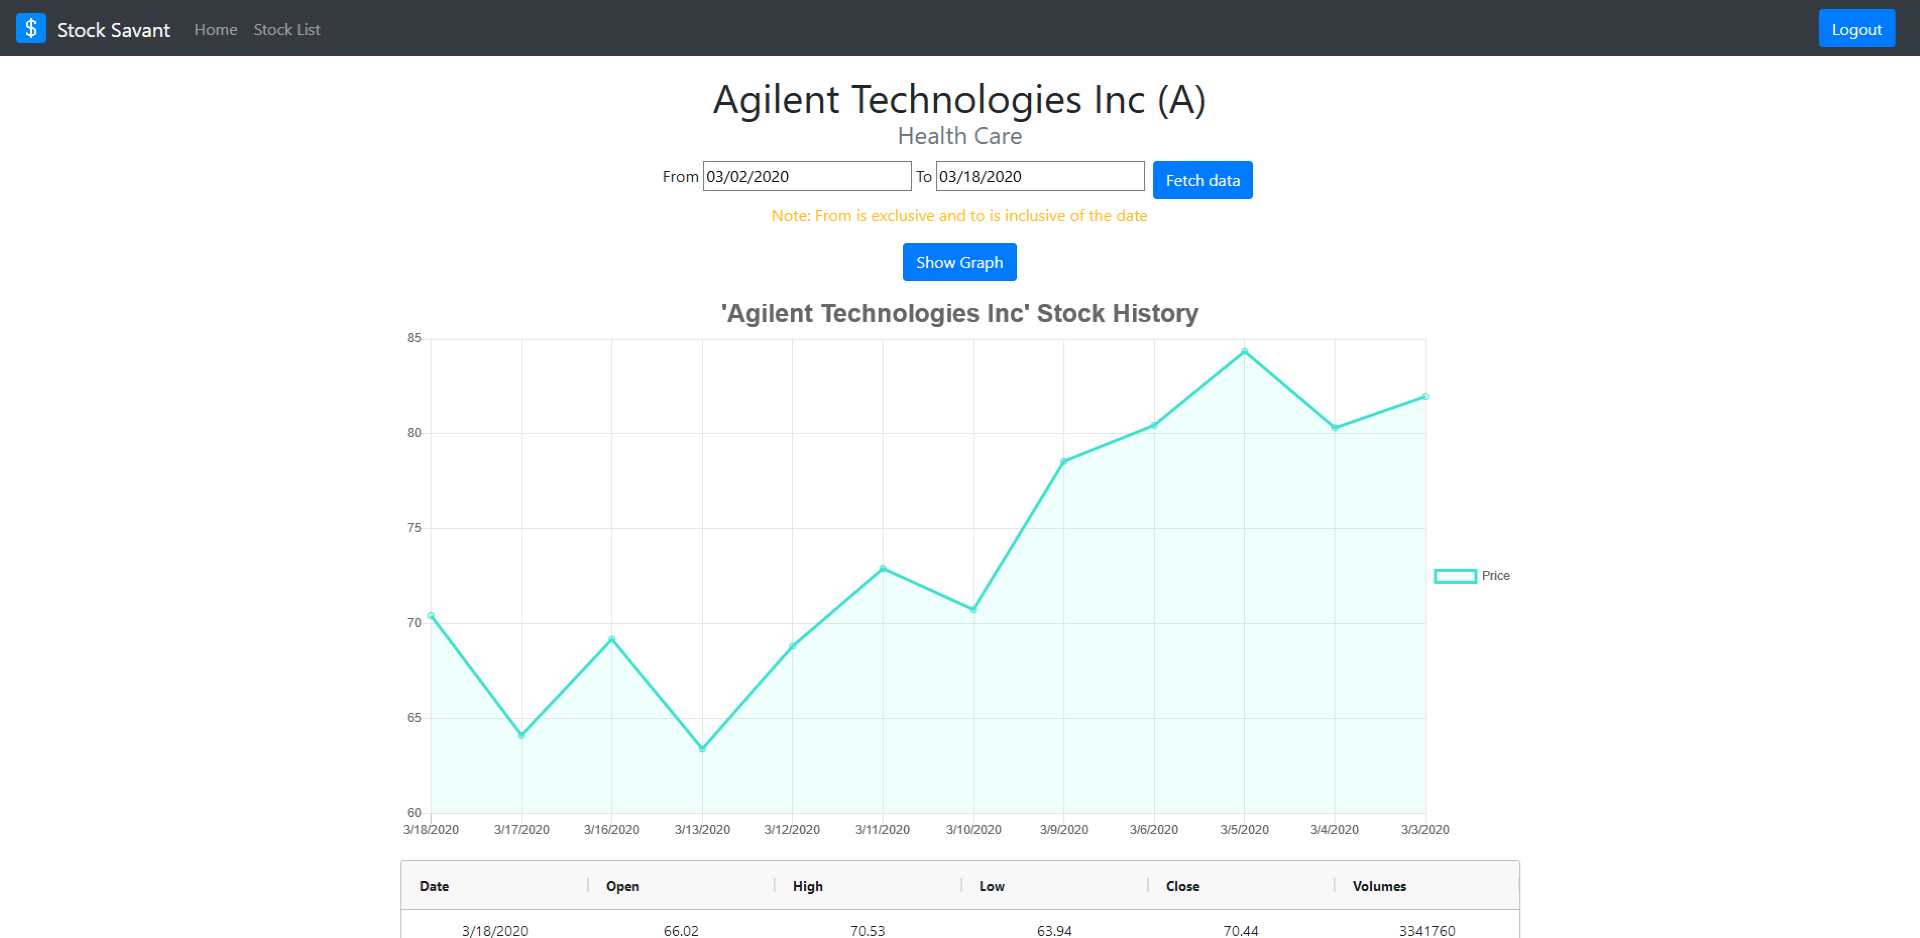 $ Stock Savant Home Stock List Logout
Agilent Technologies Inc (A)
Health Care
From 03/02/2020 To 03/18/2020 Fetch data
Note: From is exclusive and to is inclusive of the date
Show Graph
'Agilent Technologies Inc' Stock History
85
80
75
70
65
60
Price
3/18/2020 3/17/2020 3/16/2020 3/13/2020 3/12/2020 3/11/2020 3/10/2020 3/9/2020 3/6/2020 3/5/2020 3/4/2020 3/3/2020
Date Open High Low Close Volumes
3/18/2020 66.02 70.53 63.94 70.44 3341760